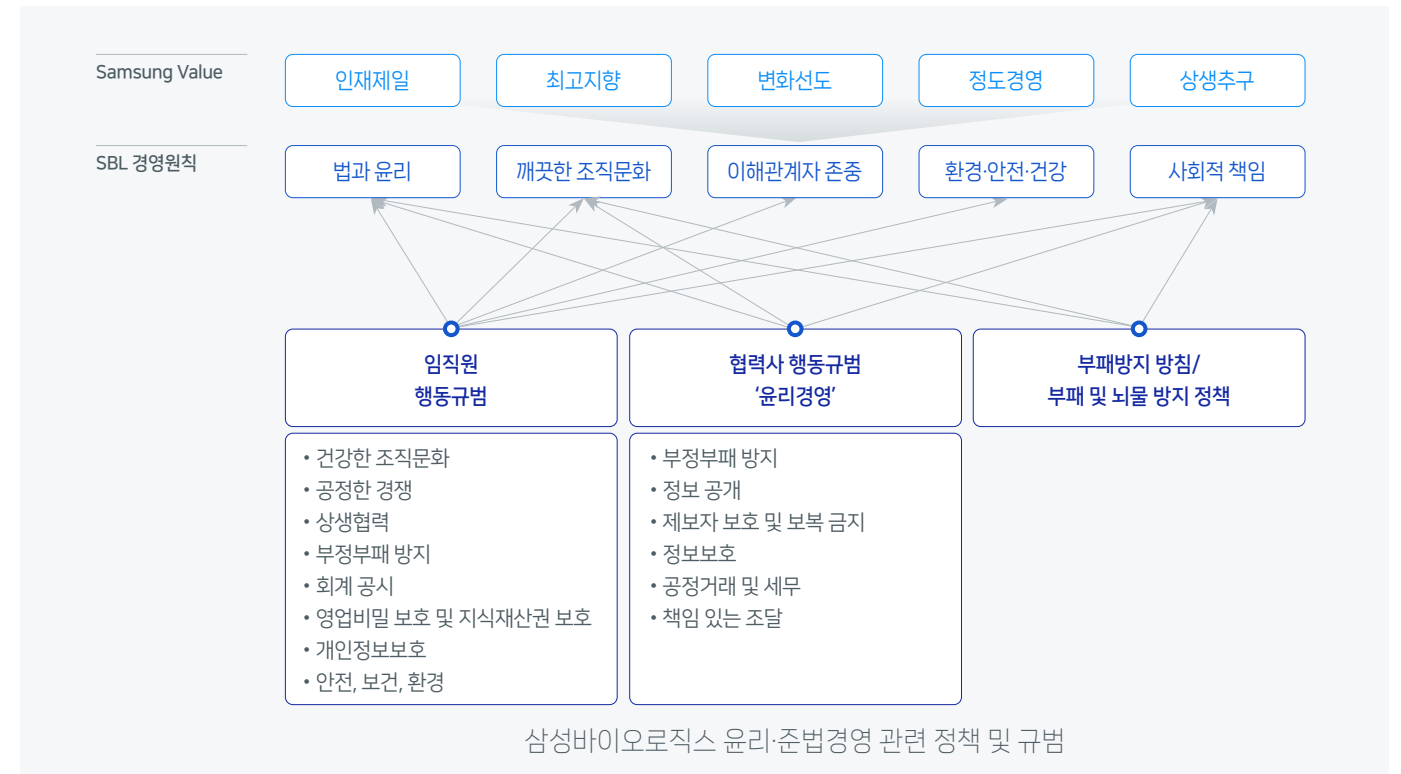 Samsung Value
인재제일
최고지향
변화선도
정도경영
상생추구
SBL 경영원칙
법과 윤리
깨끗한 조직문화
이해관계자 존중
환경·안전·건강
사회적 책임
임직원
행동규범
협력사 행동규범
‘윤리경영’
부패방지 방침/
부패 및 뇌물 방지 정책
• 건강한 조직문화
• 공정한 경쟁
• 상생협력
• 부정부패 방지
• 회계 공시
• 영업비밀 보호 및 지식재산권 보호
• 개인정보보호
• 안전, 보건, 환경
• 부정부패 방지
• 정보 공개
• 제보자 보호 및 보복 금지
• 정보보호
• 공정거래 및 세무
• 책임 있는 조달
삼성바이오로직스 윤리·준법경영 관련 정책 및 규범